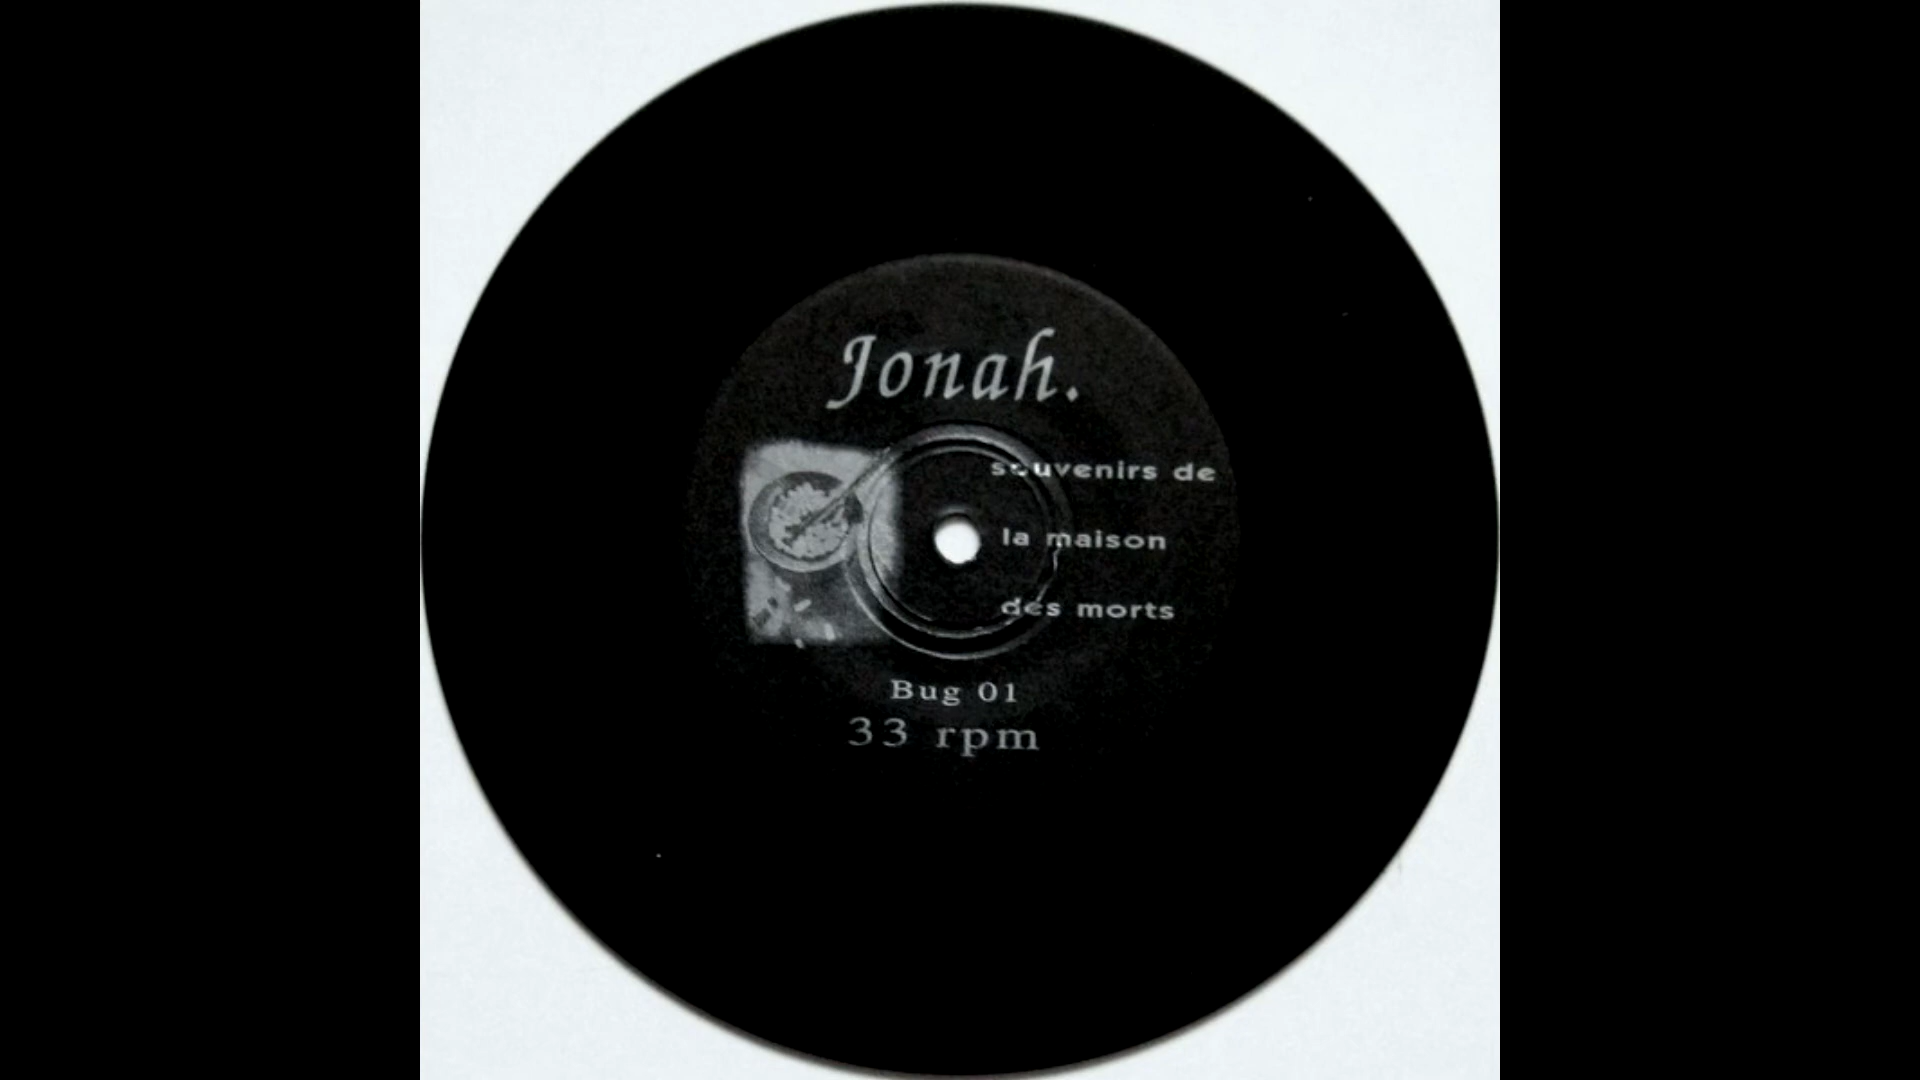 Jonah.
souvenirs de
la maison
des morts
Bug 01
33 rpm